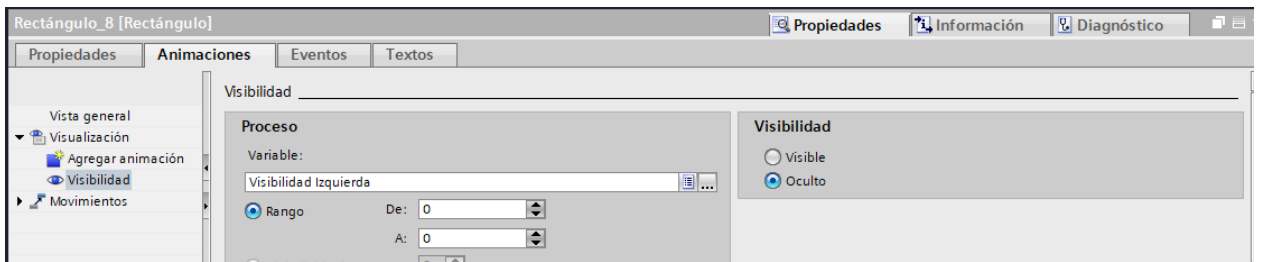 Rectángulo_8 [Rectángulo]
Propiedades Información Diagnóstico
Propiedades Animaciones Eventos Textos
Visibilidad
Vista general
Visualización
Agregar animación
Visibilidad
Movimientos
Proceso
Variable:
Visibilidad Izquierda
...
Rango De: 0
A: 0
Visibilidad
Visible
Oculto